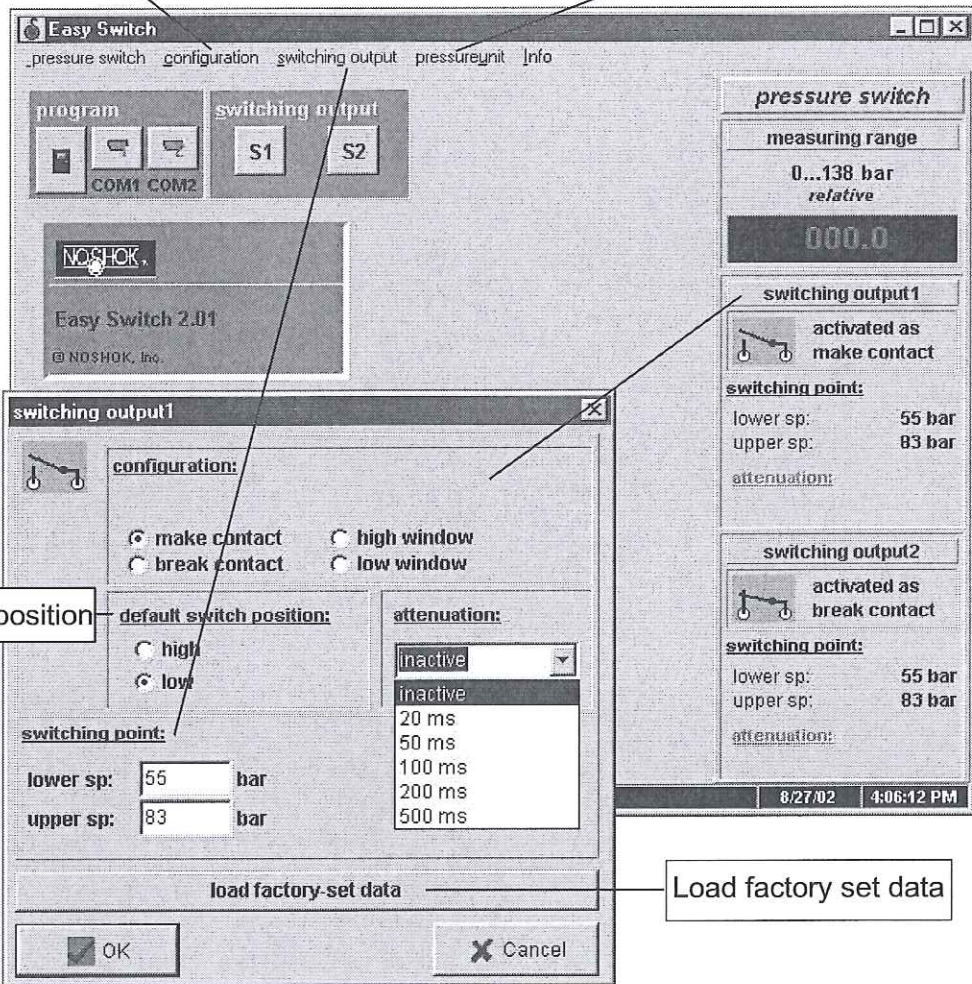 Easy Switch
pressure switch configuration switching output pressureunit Info
program
COM1 COM2
switching output
S1 S2
NOSHOK.
Easy Switch 2.01
© NOSHOK, Inc.
pressure switch
measuring range
0...138 bar
relative
000.0
switching output1
activated as
make contact
switching point:
lower sp: 55 bar
upper sp: 83 bar
attenuation:
switching output2
activated as
break contact
switching point:
lower sp: 55 bar
upper sp: 83 bar
attenuation:
8/27/02 4:06:12 PM
switching output1
configuration:
make contact high window
break contact low window
position
default switch position:
high
low
attenuation:
inactive
inactive
20 ms
50 ms
100 ms
200 ms
500 ms
switching point:
lower sp: 55 bar
upper sp: 83 bar
load factory-set data
Load factory set data
OK Cancel